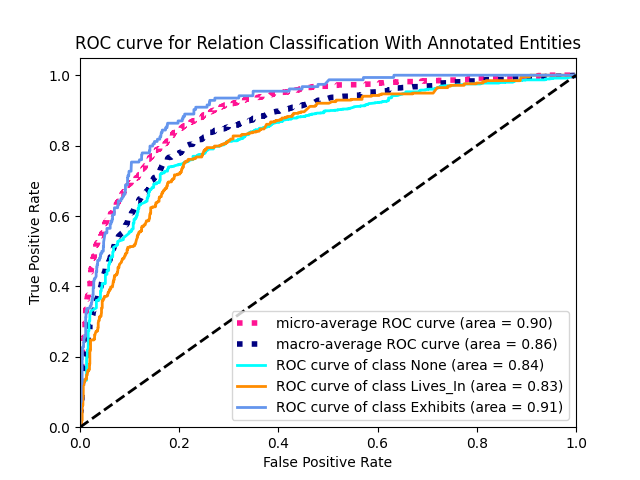 ROC curve for Relation Classification With Annotated Entities
1.0
0.8
0.6
0.4
0.2
0.0
True Positive Rate
micro-average ROC curve (area = 0.90)
macro-average ROC curve (area = 0.86)
ROC curve of class None (area = 0.84)
ROC curve of class Lives_In (area = 0.83)
ROC curve of class Exhibits (area = 0.91)
0.0 0.2 0.4 0.6 0.8 1.0
False Positive Rate